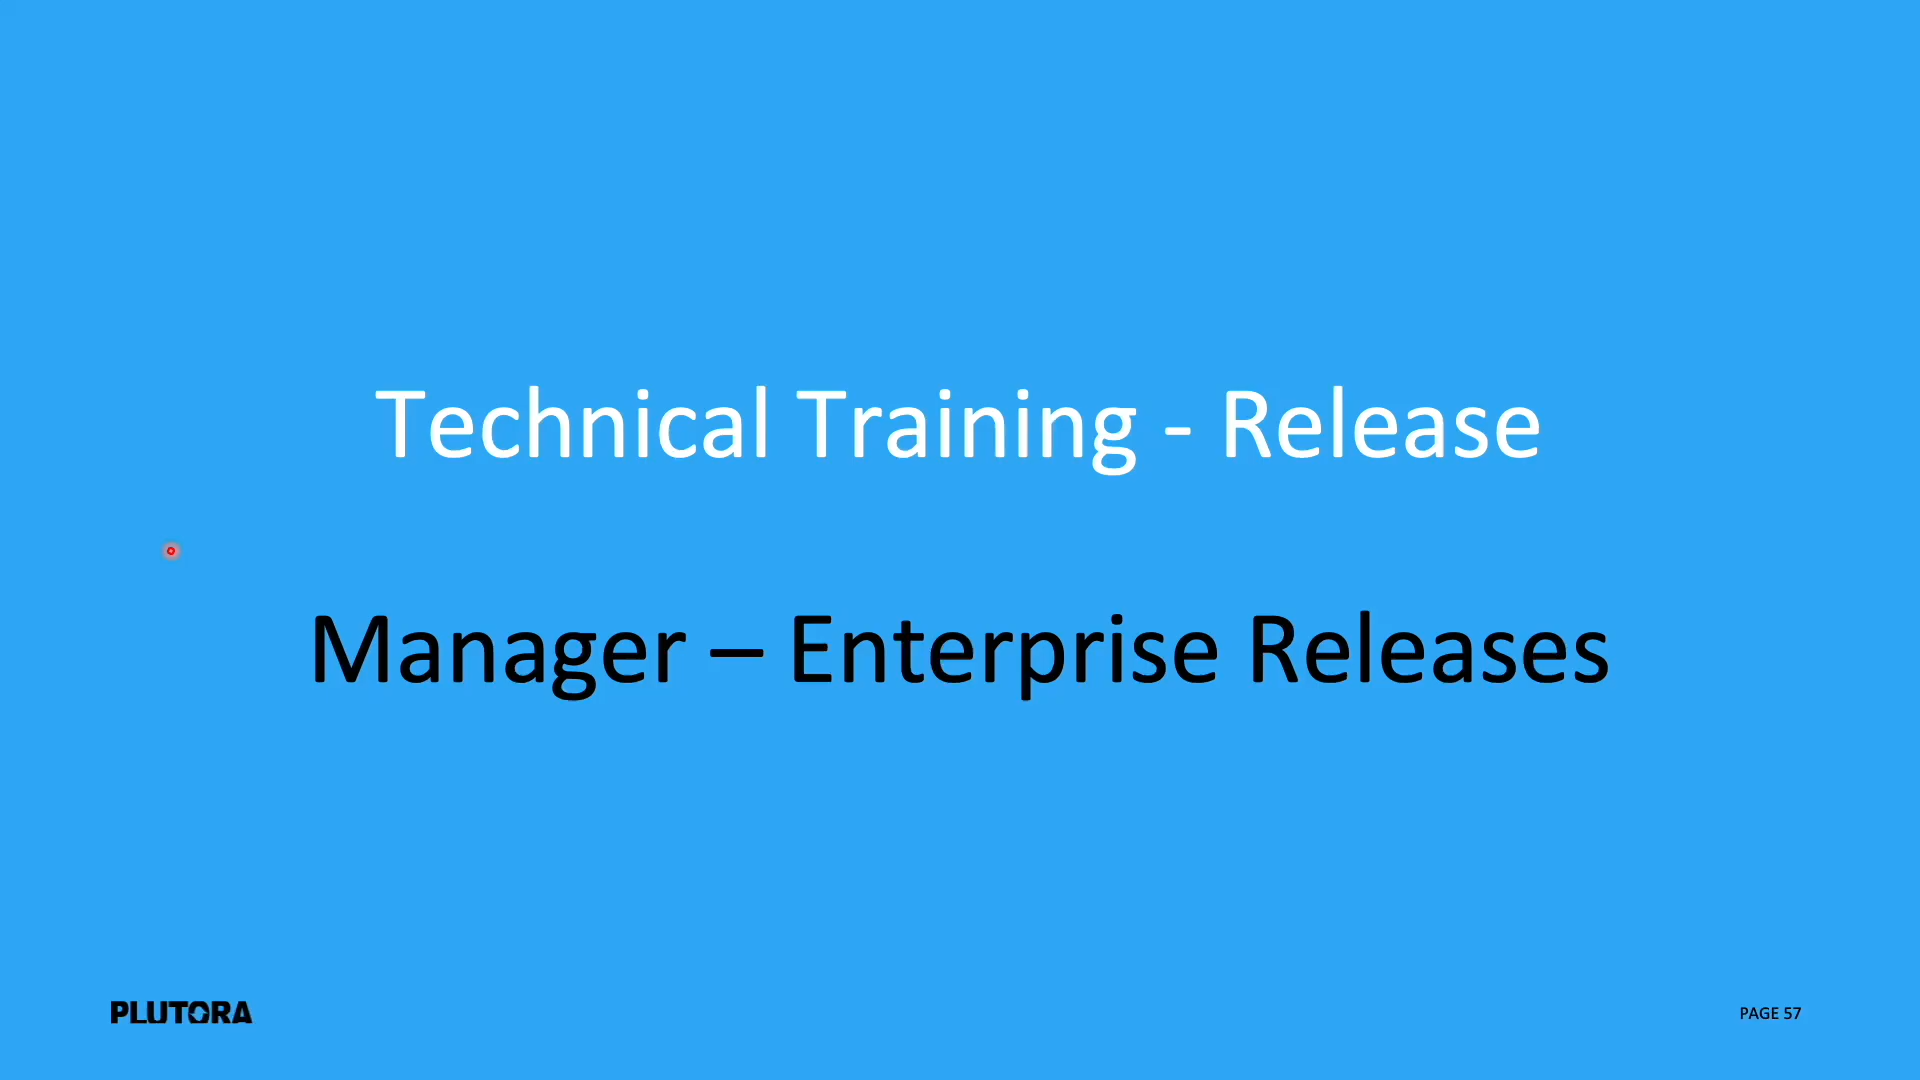 Technical Training - Release
Manager – Enterprise Releases
PLUTORA
PAGE 57